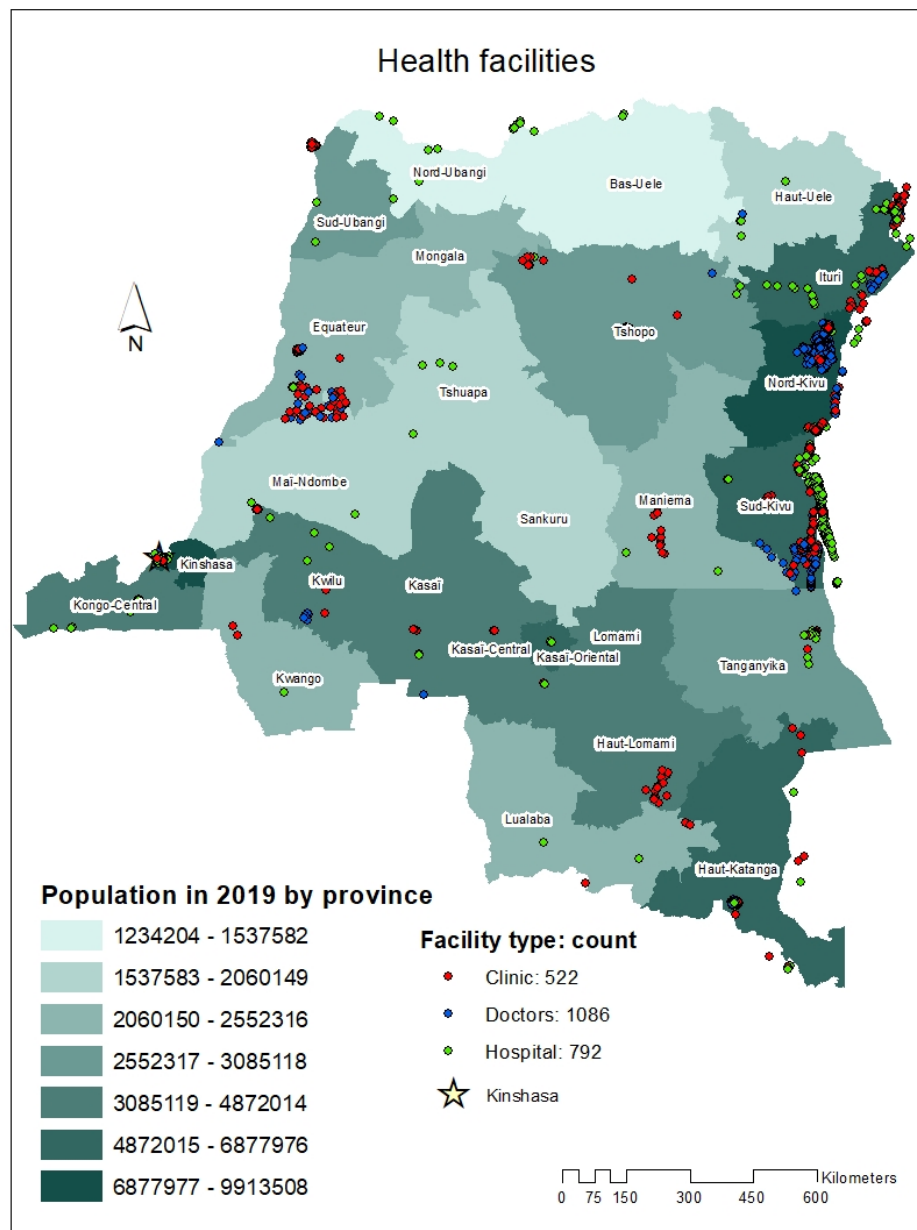 Health facilities
Nord-Ubangi
Bas-Uele
Haut-Uele
Sud-Ubangi
Mongala
Ituri
N
Equateur
Tshopo
Tshuapa
Nord-Kivu
Maï-Ndombe
Maniema
Sud-Kivu
Sankuru
Kinshasa
Kwilu
Kasaï
Kongo-Central
Kasaï-Central
Lomami
Kasaï-Oriental
Tanganyika
Kwango
Haut-Lomami
Lualaba
Haut-Katanga
Population in 2019 by province
1234204 - 1537582
1537583 - 2060149
2060150 - 2552316
2552317 - 3085118
3085119 - 4872014
4872015 - 6877976
6877977 - 9913508
Facility type: count
Clinic: 522
Doctors: 1086
Hospital: 792
Kinshasa
Kilometers
0 75 150 300 450 600